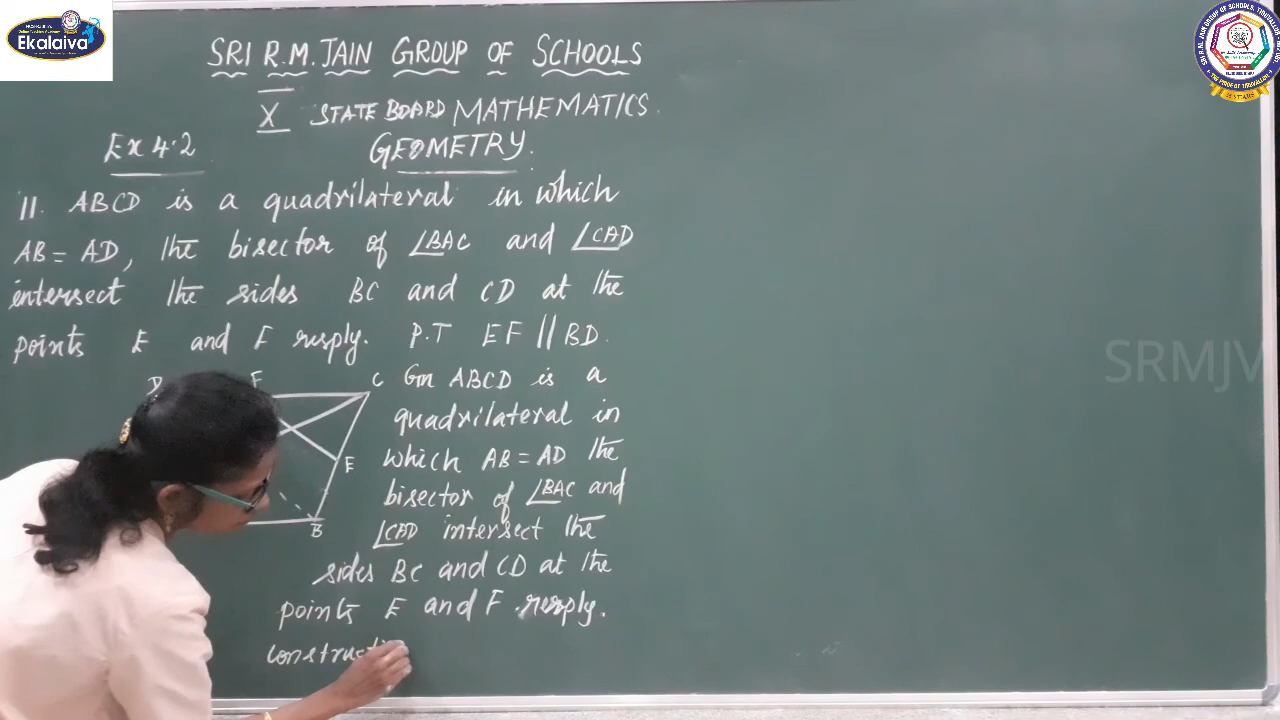 Ekalaiva
SRI R.M. JAIN GROUP OF SCHOOLS
X STATE BOARD MATHEMATICS.
Ex 4.2
GEOMETRY.
11. ABCD is a quadrilateral in which
AB = AD, the bisector of ∠BAC and ∠CAD
intersect the sides BC and CD at the
points E and F resply. P.T EF || BD.
D F C
E
B
Gn ABCD is a
quadrilateral in
which AB = AD the
bisector of ∠BAC and
∠CAD intersect the
sides BC and CD at the
points E and F resply.
SRMJV